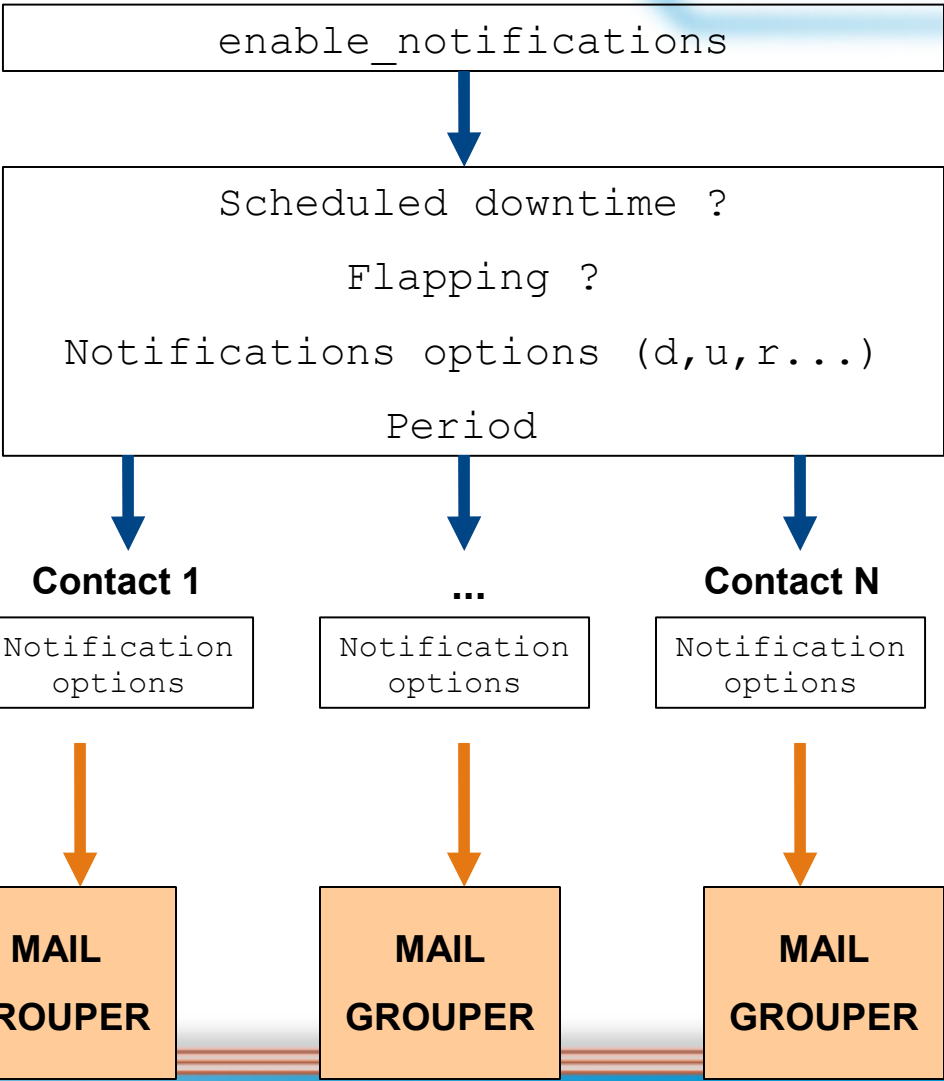 enable_notifications
Scheduled downtime ?
Flapping ?
Notifications options (d,u,r...)
Period
Contact 1
...
Contact N
Notification
options
Notification
options
Notification
options
MAIL
ROUPER
MAIL
GROUPER
MAIL
GROUPER